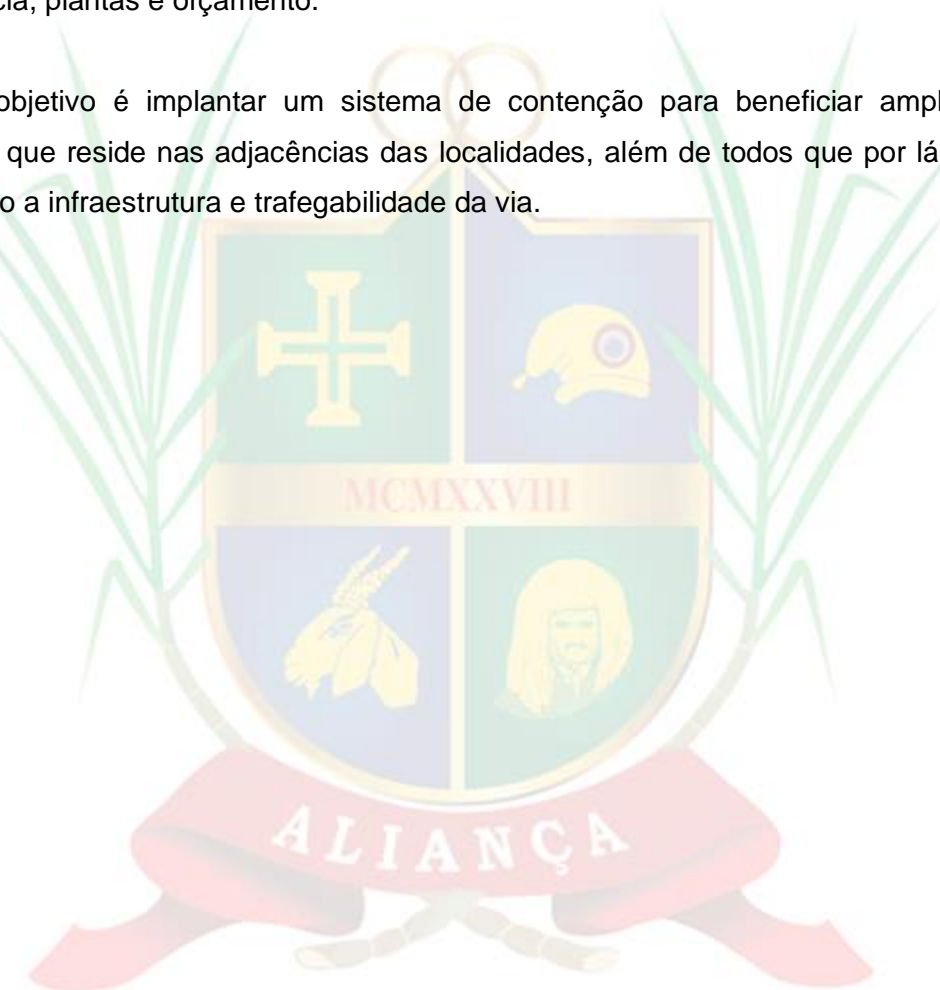 cia, plantas e orçamento.
objetivo é implantar um sistema de contenção para beneficiar ampl
que reside nas adjacências das localidades, além de todos que por lá
o a infraestrutura e trafegabilidade da via.
MCMXXVIII
ALIANÇA